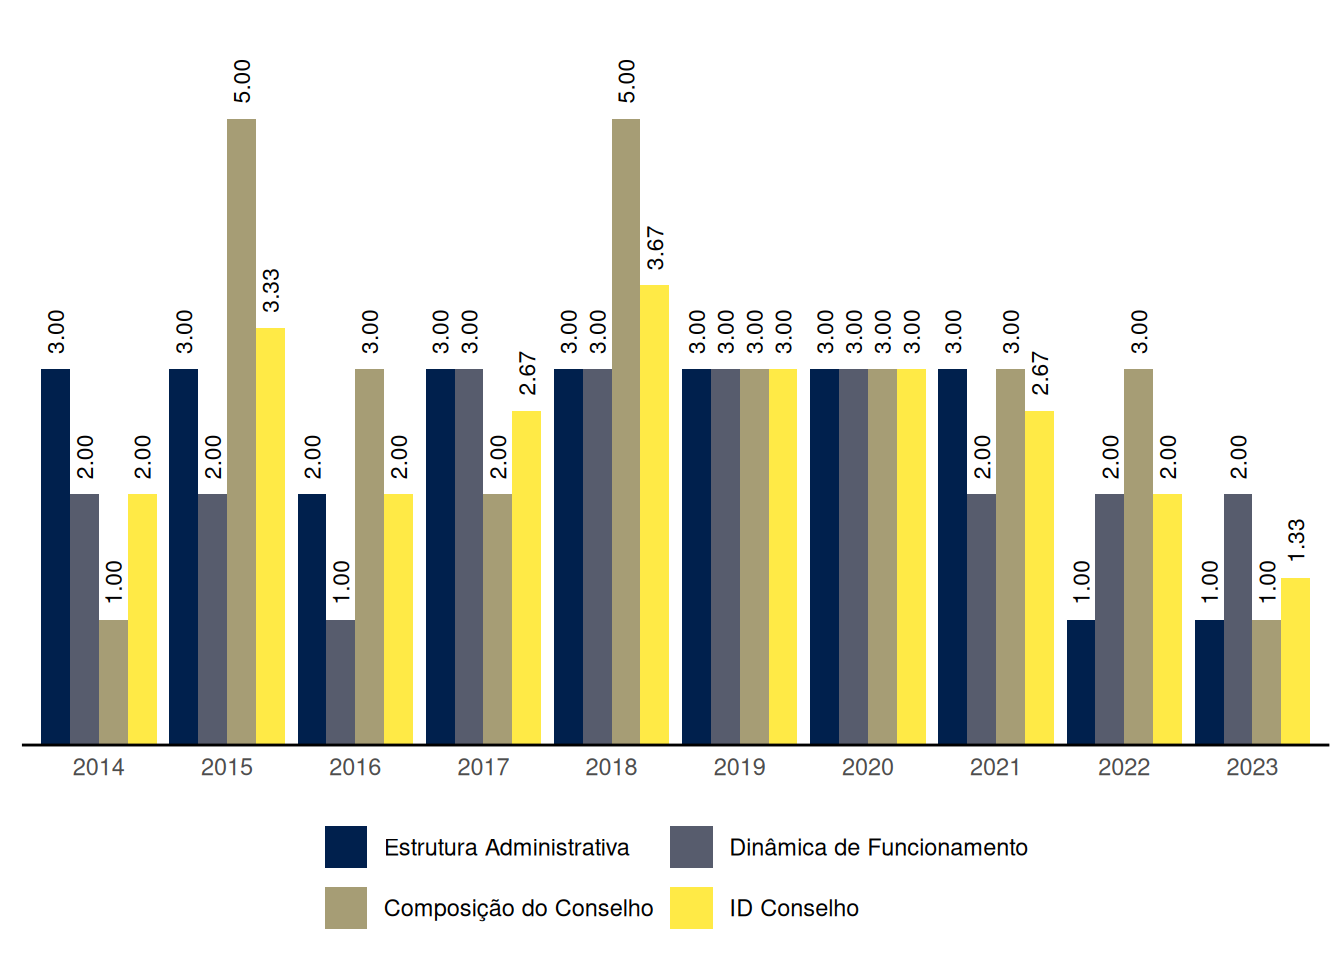 5.00 5.00
3.67
3.33
3.00 3.00 3.00 3.00 3.00 3.00 3.00 3.00 3.00 3.00 3.00 3.00 3.00 3.00 3.00 3.00 3.00 3.00
2.67 2.67
2.00 2.00 2.00 2.00 2.00 2.00 2.00 2.00 2.00 2.00
1.33
1.00 1.00 1.00 1.00 1.00
2014 2015 2016 2017 2018 2019 2020 2021 2022 2023
Estrutura Administrativa Dinâmica de Funcionamento
Composição do Conselho ID Conselho